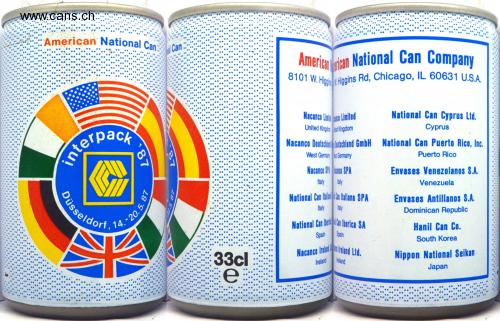 www.cans.ch
American National Can
interpack '87
Düsseldorf, 14.-20.5.87
l Can
33cl
e
American
8101 W. Higgins
Nacanco Limited
United Kingdom
Nacanco Deutschland GmbH
West Germany
Nacanco SPA
Italy
National Can Italiana SPA
Italy
National Can Iberica SA
Spain
Nacanco Ireland Ltd.
Ireland
rican National Can Company
Higgins Rd, Chicago, IL 60631 U.S.A.
National Can Cyprus Ltd.
Cyprus
National Can Puerto Rico, Inc.
Puerto Rico
Envases Venezolanos S.A.
Venezuela
Envases Antillanos S.A.
Dominican Republic
Hanil Can Co.
South Korea
Nippon National Seikan
Japan